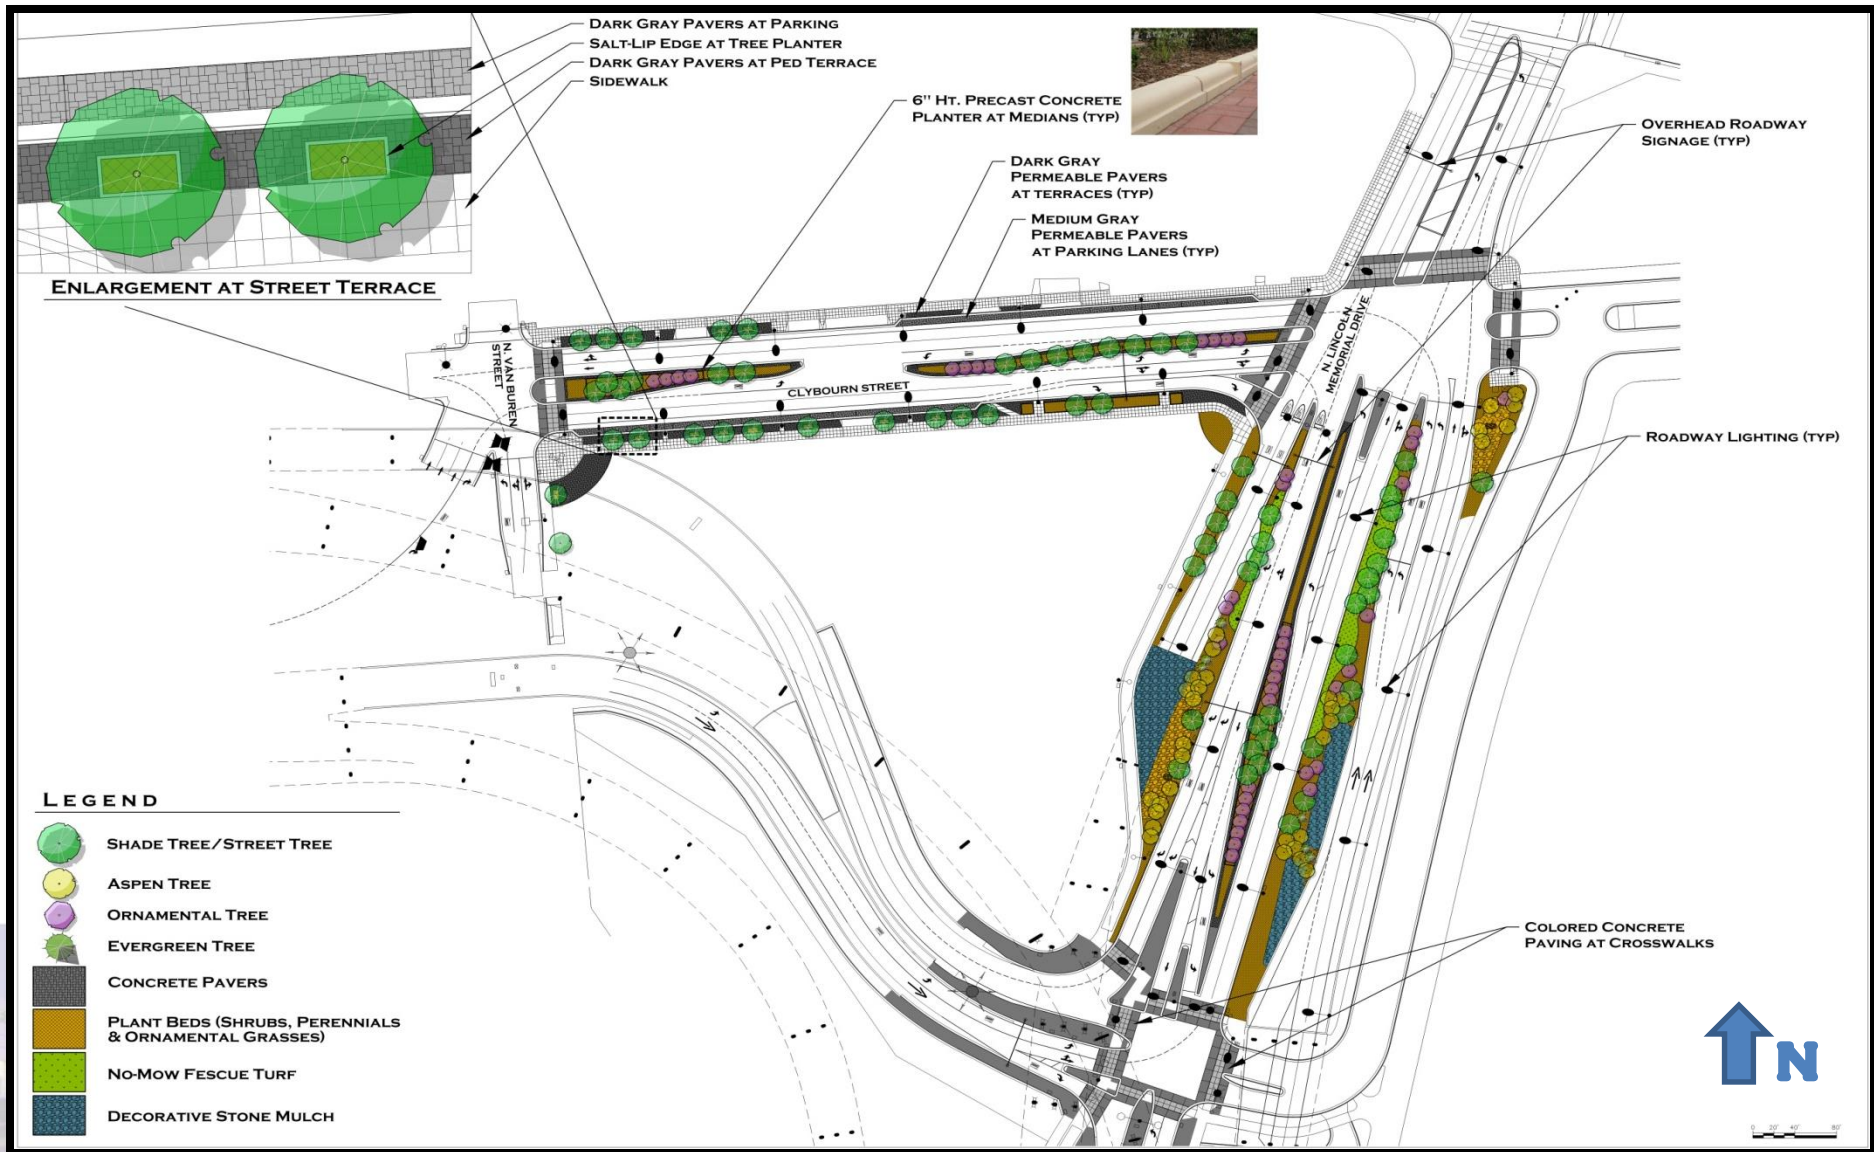 DARK GRAY PAVERS AT PARKING
SALT-LIP EDGE AT TREE PLANTER
DARK GRAY PAVERS AT PED TERRACE
SIDEWALK
ENLARGEMENT AT STREET TERRACE
6" HT. PRECAST CONCRETE
PLANTER AT MEDIANS (TYP)
DARK GRAY
PERMEABLE PAVERS
AT TERRACES (TYP)
MEDIUM GRAY
PERMEABLE PAVERS
AT PARKING LANES (TYP)
OVERHEAD ROADWAY
SIGNAGE (TYP)
N. VAN BUREN
STREET
CLYBOURN STREET
N. LINCOLN
MEMORIAL DRIVE
ROADWAY LIGHTING (TYP)
COLORED CONCRETE
PAVING AT CROSSWALKS
LEGEND
SHADE TREE/STREET TREE
ASPEN TREE
ORNAMENTAL TREE
EVERGREEN TREE
CONCRETE PAVERS
PLANT BEDS (SHRUBS, PERENNIALS
& ORNAMENTAL GRASSES)
NO-MOW FESCUE TURF
DECORATIVE STONE MULCH
N
0 20' 40' 80'